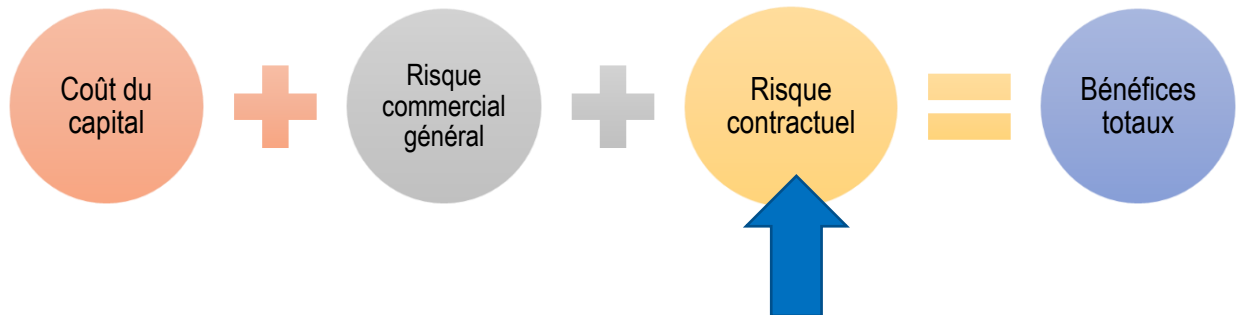 Coût du
capital
Risque
commercial
général
Risque
contractuel
Bénéfices
totaux